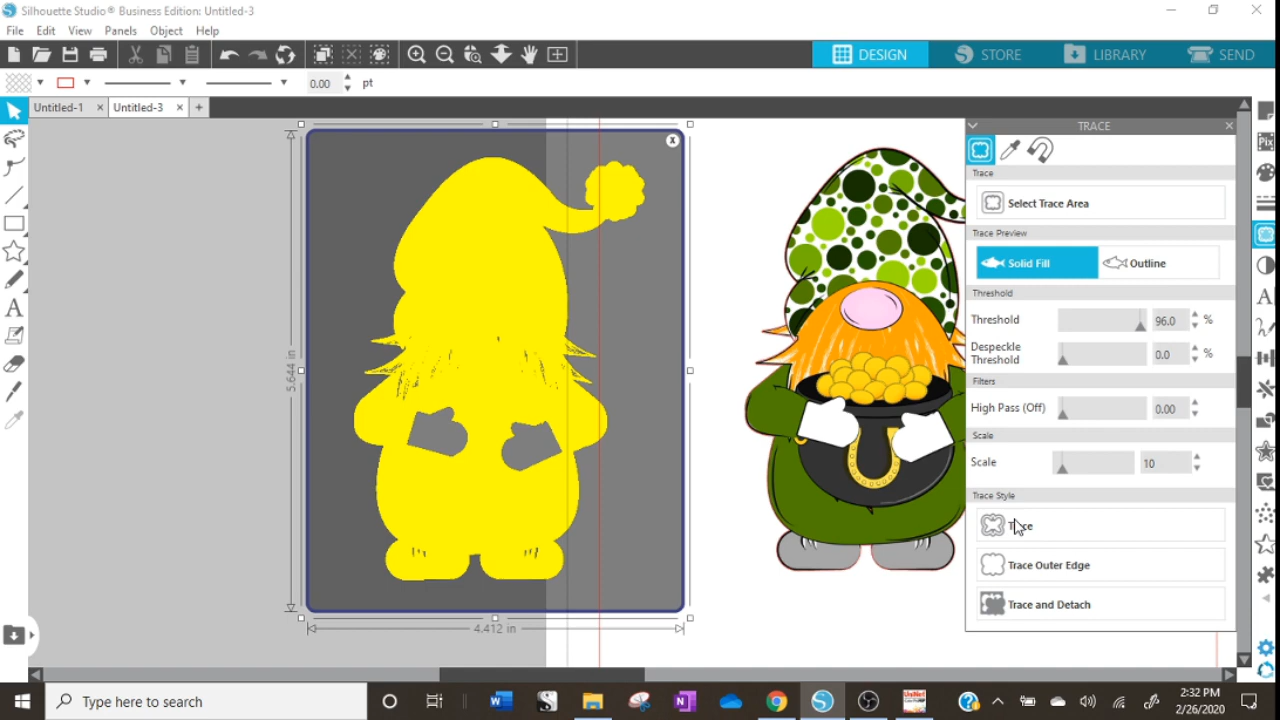 Silhouette Studio® Business Edition: Untitled-3
File Edit View Panels Object Help
DESIGN STORE LIBRARY SEND
0.00 pt
Untitled-1 × Untitled-3 × +
TRACE
Trace
Select Trace Area
Trace Preview
Solid Fill Outline
Threshold
Threshold 96.0 %
Despeckle
Threshold 0.0 %
Filters
High Pass (Off) 0.00
Scale
Scale 10
Trace Style
Trace
Trace Outer Edge
Trace and Detach
X
5.644 in
4.412 in
Pix
Type here to search
2:32 PM
2/26/2020